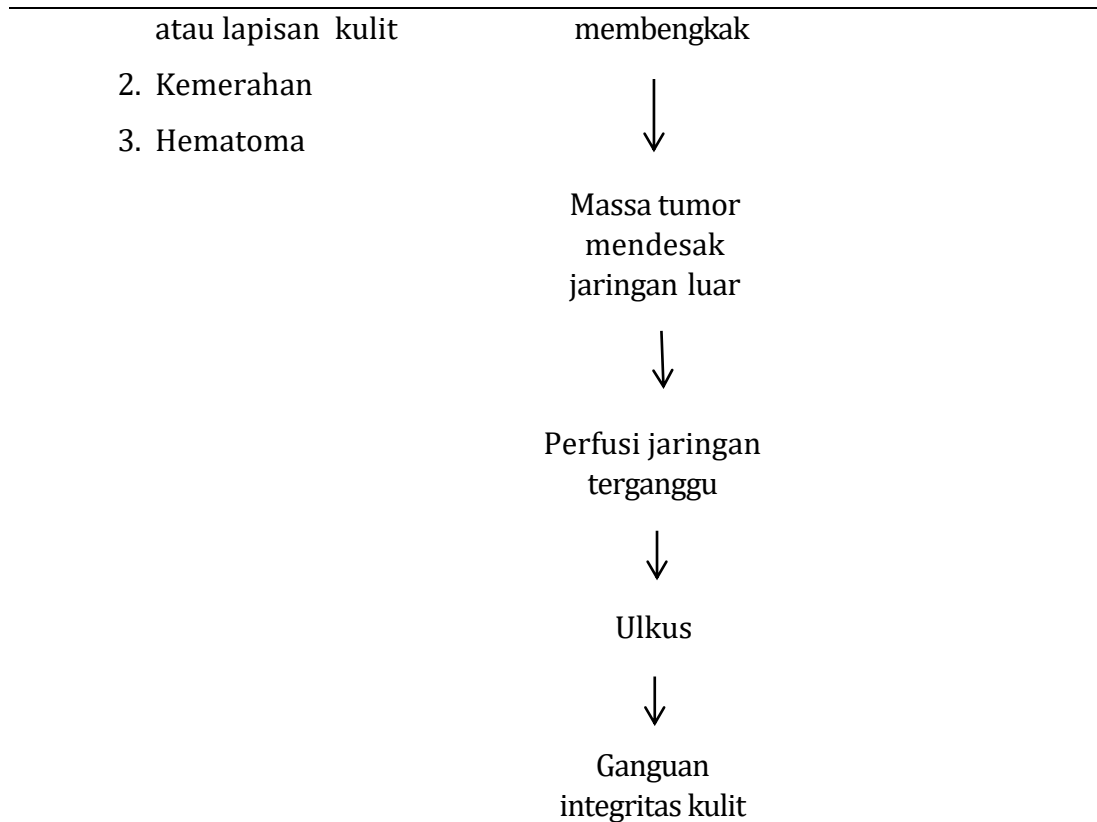 atau lapisan kulit
2. Kemerahan
3. Hematoma
membengkak
Massa tumor
mendesak
jaringan luar
Perfusi jaringan
terganggu
Ulkus
Ganguan
integritas kulit